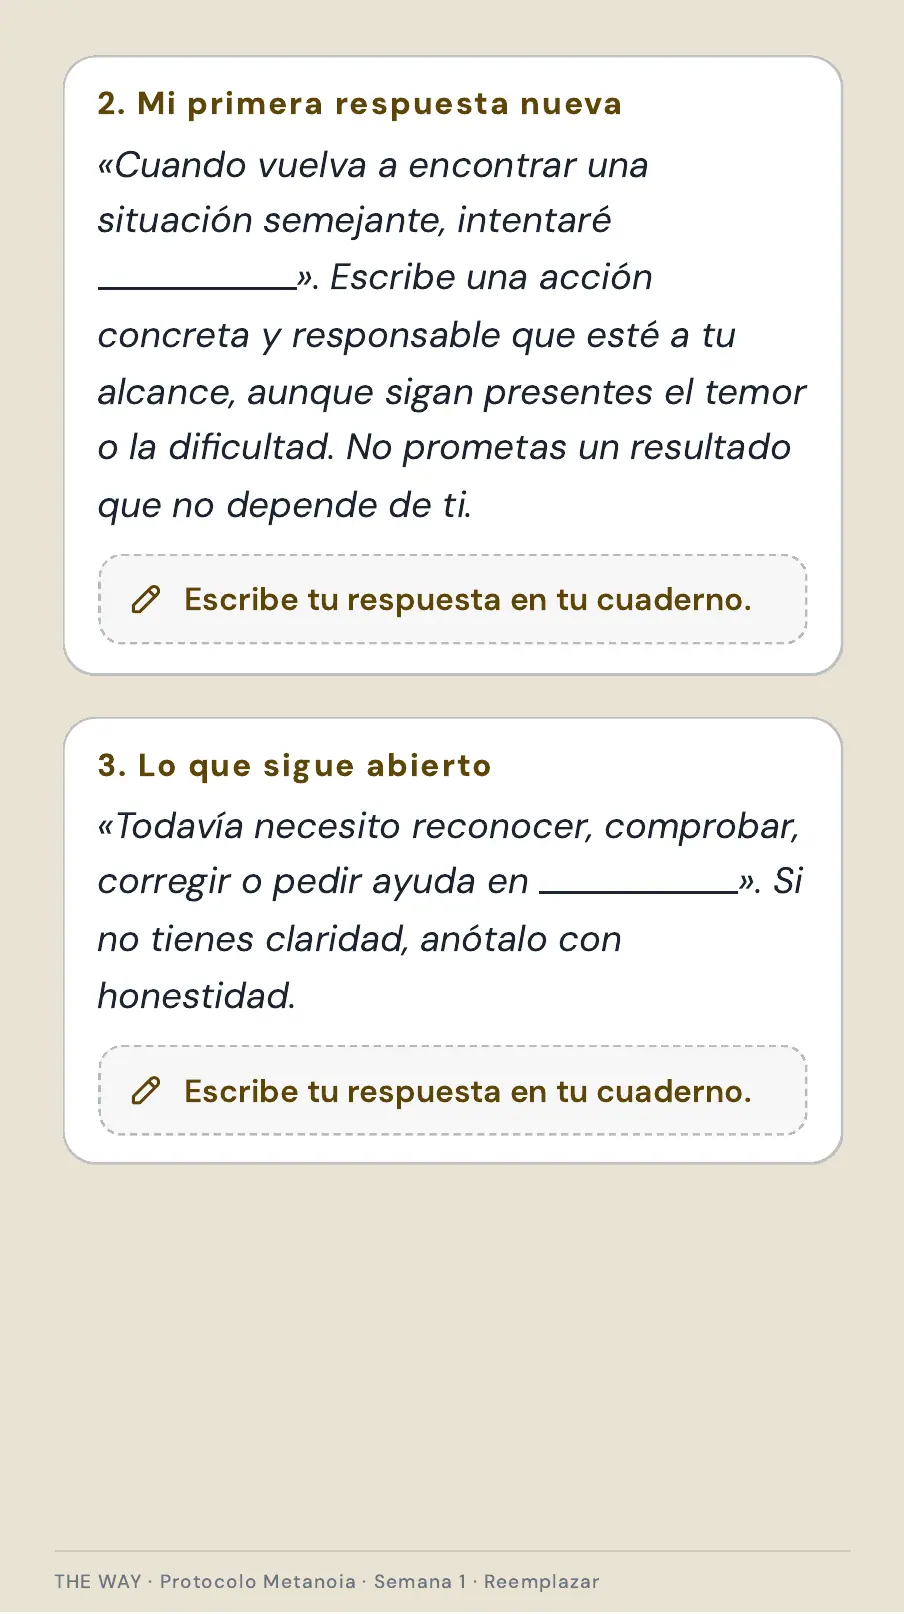 2. Mi primera respuesta nueva
«Cuando vuelva a encontrar una
situación semejante, intentaré
__________». Escribe una acción
concreta y responsable que esté a tu
alcance, aunque sigan presentes el temor
o la dificultad. No prometas un resultado
que no depende de ti.
Escribe tu respuesta en tu cuaderno.
3. Lo que sigue abierto
«Todavía necesito reconocer, comprobar,
corregir o pedir ayuda en __________». Si
no tienes claridad, anótalo con
honestidad.
Escribe tu respuesta en tu cuaderno.
THE WAY · Protocolo Metanoia · Semana 1 · Reemplazar